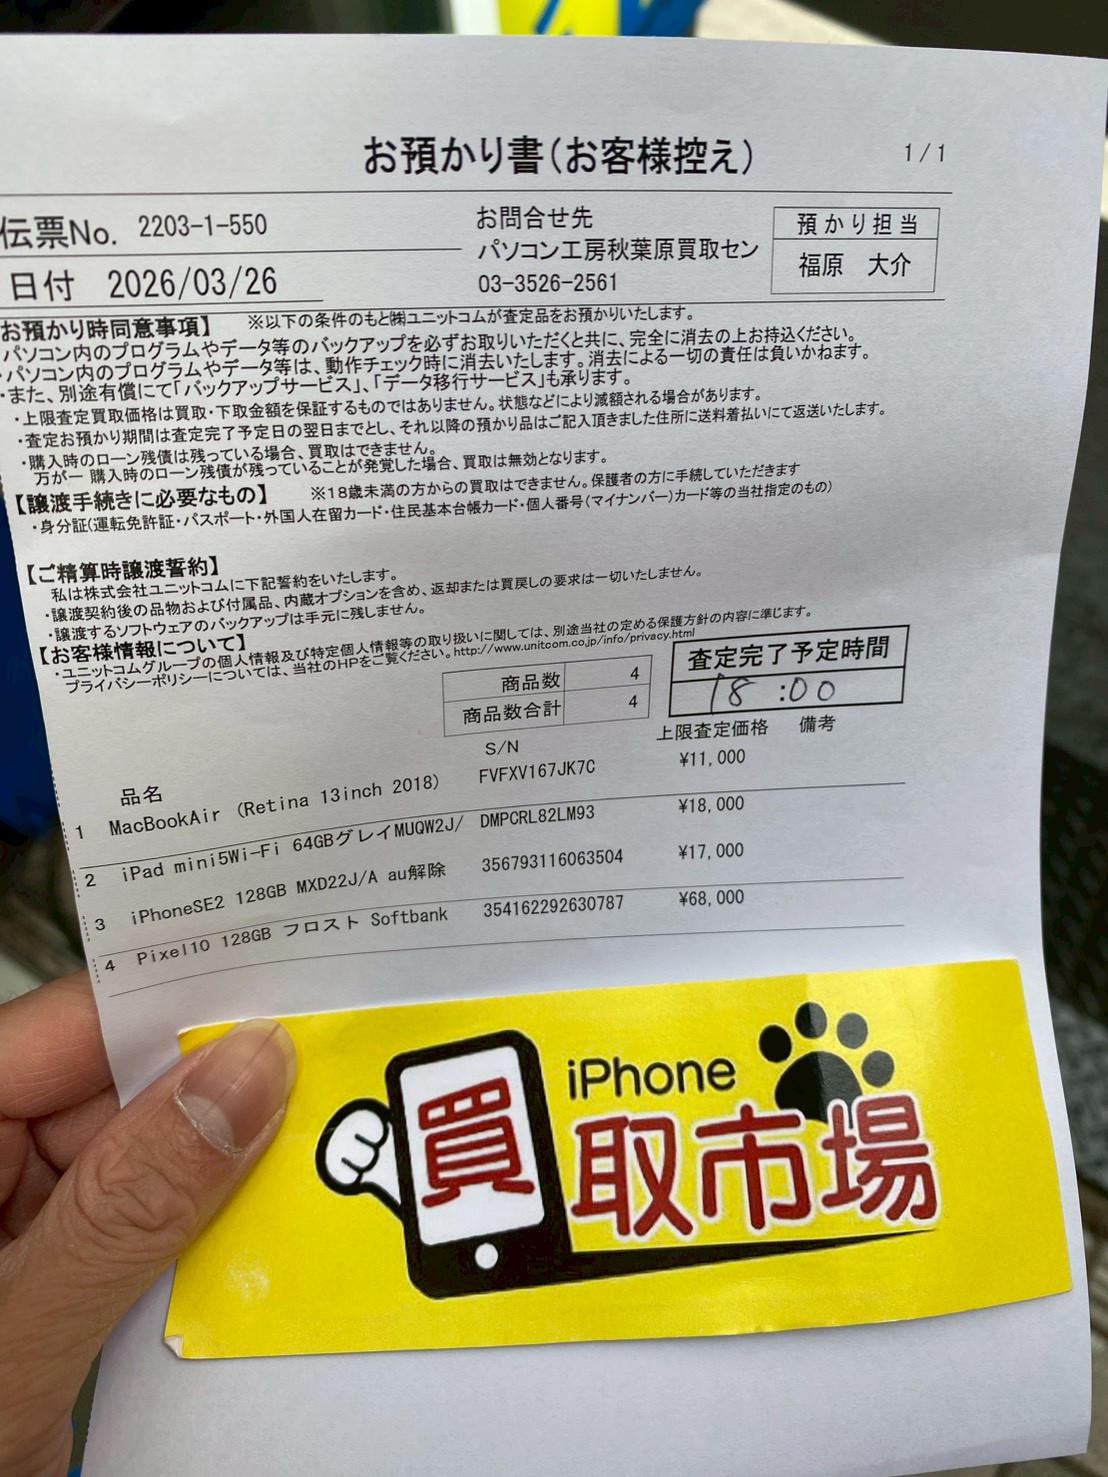 お預かり書(お客様控え)
1/1
伝票No. 2203-1-550
日付 2026/03/26
お問合せ先
パソコン工房秋葉原買取セン
03-3526-2561
預かり担当
福原 大介
お預かり時同意事項】 ※以下の条件のもと㈱ユニットコムが査定品をお預かりいたします。
・パソコン内のプログラムやデータ等のバックアップを必ずお取りいただくと共に、完全に消去の上お持込ください。
・パソコン内のプログラムやデータ等は、動作チェック時に消去いたします。消去による一切の責任は負いかねます。
・また、別途有償にて「バックアップサービス」、「データ移行サービス」も承ります。
・上限査定買取価格は買取・下取金額を保証するものではありません。状態などにより減額される場合があります。
・査定お預かり期間は査定完了予定日の翌日までとし、それ以降の預かり品はご記入頂きました住所に送料着払いにて返送いたします。
・購入時のローン残債は残っている場合、買取はできません。
万が一 購入時のローン残債が残っていることが発覚した場合、買取は無効となります。
【譲渡手続きに必要なもの】 ※18歳未満の方からの買取はできません。保護者の方に手続していただきます
・身分証(運転免許証・パスポート・外国人在留カード・住民基本台帳カード・個人番号(マイナンバー)カード等の当社指定のもの)
【ご精算時譲渡誓約】
私は株式会社ユニットコムに下記誓約をいたします。
・譲渡契約後の品物および付属品、内蔵オプションを含め、返却または買戻しの要求は一切いたしません。
・譲渡するソフトウェアのバックアップは手元に残しません。
【お客様情報について】
・ユニットコムグループの個人情報及び特定個人情報等の取り扱いに関しては、別途当社の定める保護方針の内容に準じます。
プライバシーポリシーについては、当社のHPをご覧ください。http://www.unitcom.co.jp/info/privacy.html
商品数 4
商品数合計 4
査定完了予定時間
18:00
品名 S/N 上限査定価格 備考
1 MacBookAir (Retina 13inch 2018) FVFXV167JK7C ¥11,000
2 iPad mini5Wi-Fi 64GBグレイMUQW2J/ DMPCRL82LM93 ¥18,000
3 iPhoneSE2 128GB MXD22J/A au解除 356793116063504 ¥17,000
4 Pixel10 128GB フロスト Softbank 354162292630787 ¥68,000
iPhone
買取市場